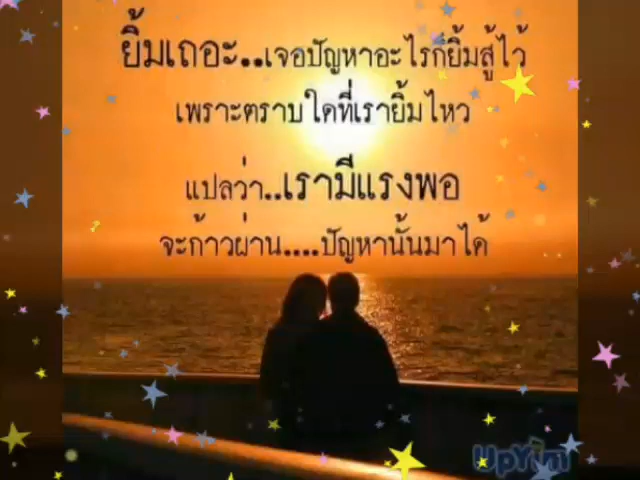 ยิ้มเถอะ..เจอปัญหาอะไรก็ยิ้มสู้ไว้
เพราะตราบใดที่เรายิ้มไหว
แปลว่า..เรามีแรงพอ
จะก้าวผ่าน....ปัญหานั้นมาได้
UpYim